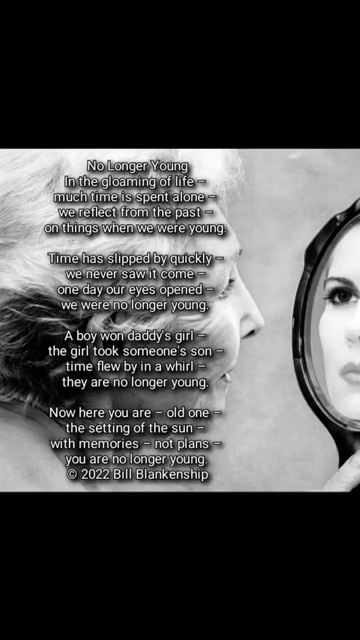 No Longer Young
In the gloaming of life –
much time is spent alone –
we reflect from the past –
on things when we were young.
Time has slipped by quickly –
we never saw it come –
one day our eyes opened –
we were no longer young.
A boy won daddy's girl –
the girl took someone's son –
time flew by in a whirl –
they are no longer young.
Now here you are – old one –
the setting of the sun –
with memories – not plans –
you are no longer young.
© 2022 Bill Blankenship